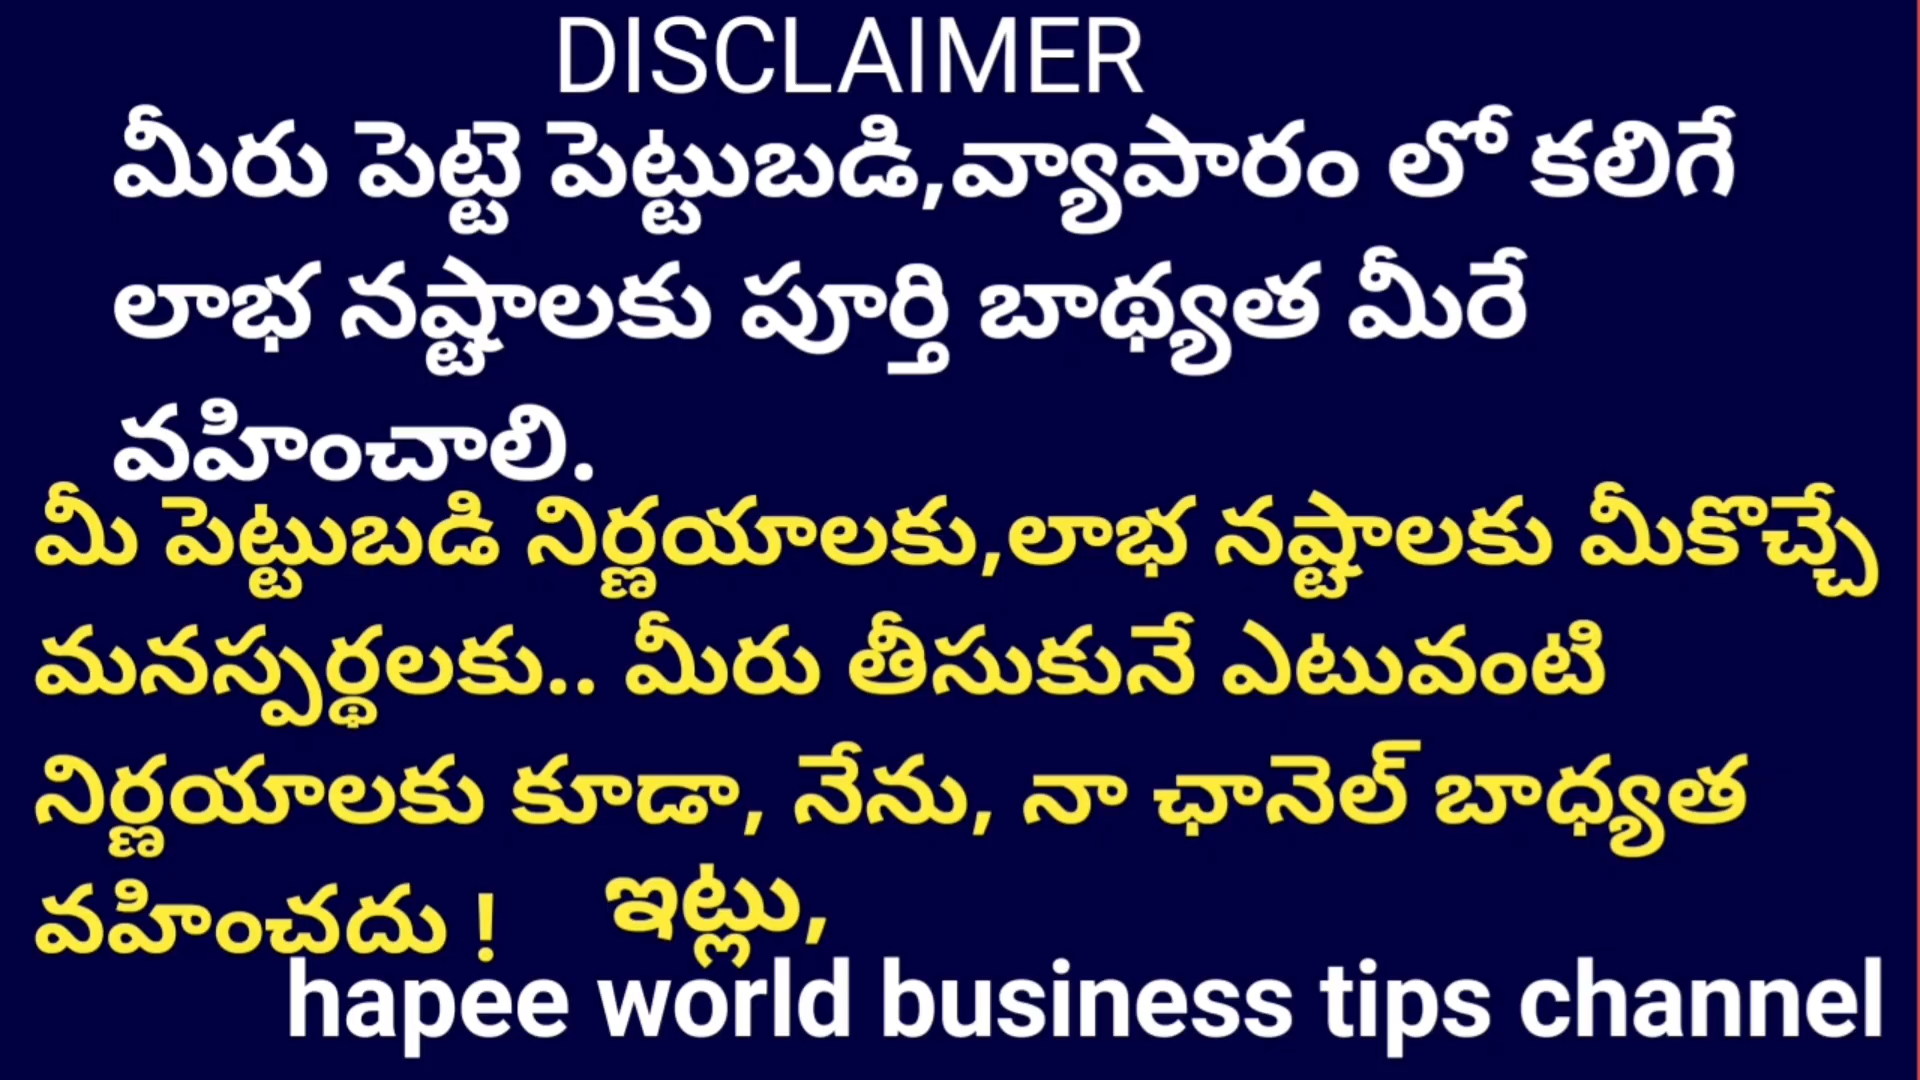 DISCLAIMER
మీరు పెట్టె పెట్టుబడి,వ్యాపారం లో కలిగే
లాభ నష్టాలకు పూర్తి బాథ్యత మీరే
వహించాలి.
మీ పెట్టుబడి నిర్ణయాలకు,లాభ నష్టాలకు మీకొచ్చే
మనస్పర్థలకు.. మీరు తీసుకునే ఎటువంటి
నిర్ణయాలకు కూడా, నేను, నా ఛానెల్ బాధ్యత
వహించదు !
ఇట్లు,
hapee world business tips channel